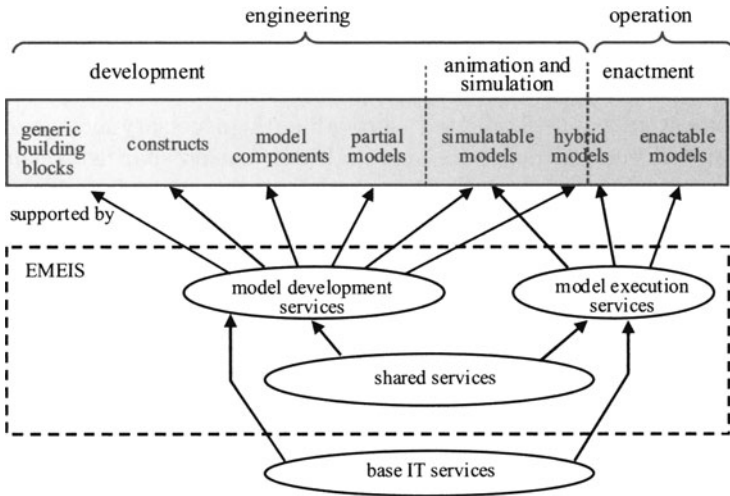 engineering
operation
development
animation and
simulation
enactment
generic
building
blocks
constructs
model
components
partial
models
simulatable
models
hybrid
models
enactable
models
supported by
EMEIS
model development
services
model execution
services
shared services
base IT services